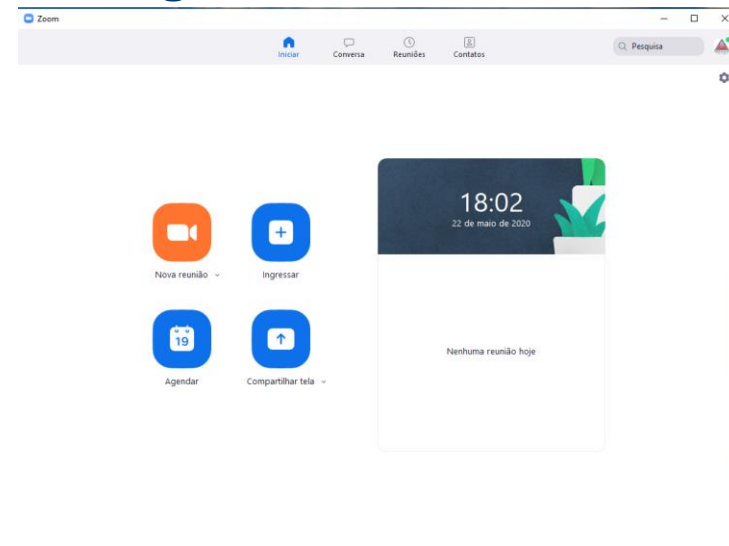 Zoom
Iniciar
Conversa
Reuniões
Contatos
Pesquisa
18:02
22 de maio de 2020
Nova reunião
Ingressar
19
Agendar
Compartilhar tela
Nenhuma reunião hoje